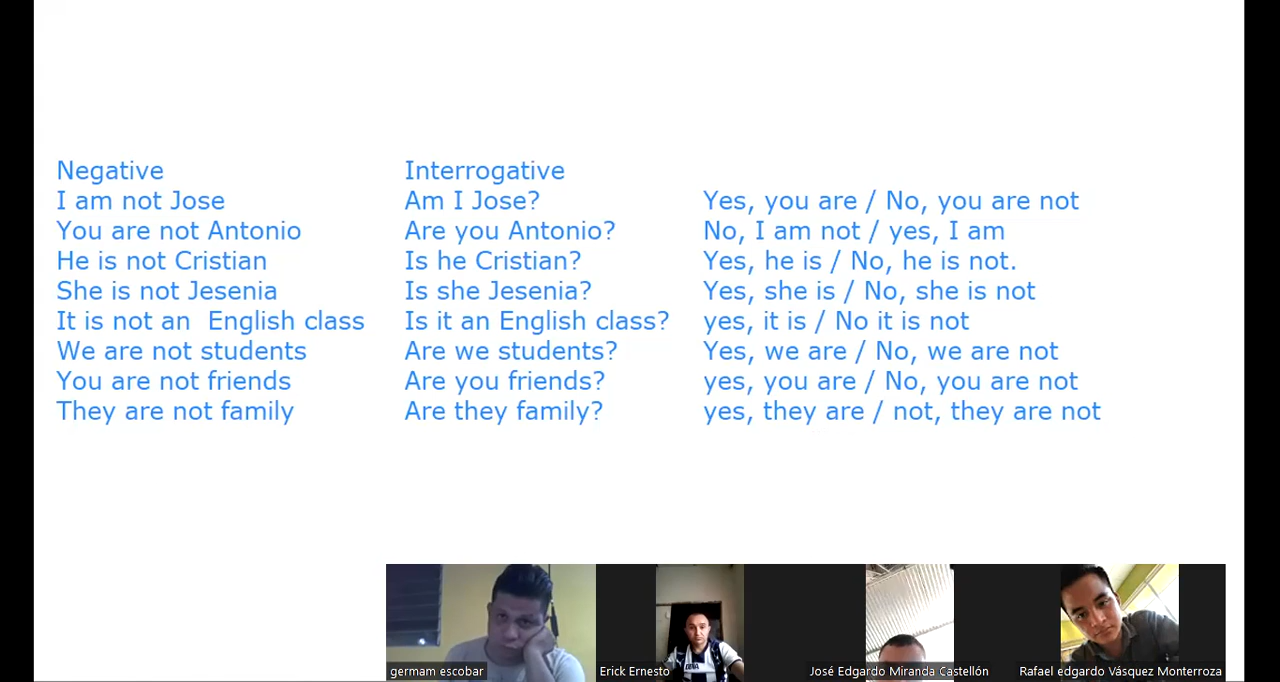 Negative Interrogative
I am not Jose Am I Jose? Yes, you are / No, you are not
You are not Antonio Are you Antonio? No, I am not / yes, I am
He is not Cristian Is he Cristian? Yes, he is / No, he is not.
She is not Jesenia Is she Jesenia? Yes, she is / No, she is not
It is not an  English class Is it an English class? yes, it is / No it is not
We are not students Are we students? Yes, we are / No, we are not
You are not friends Are you friends? yes, you are / No, you are not
They are not family Are they family? yes, they are / not, they are not
germam escobar Erick Ernesto José Edgardo Miranda Castellón Rafael edgardo Vásquez Monterroza